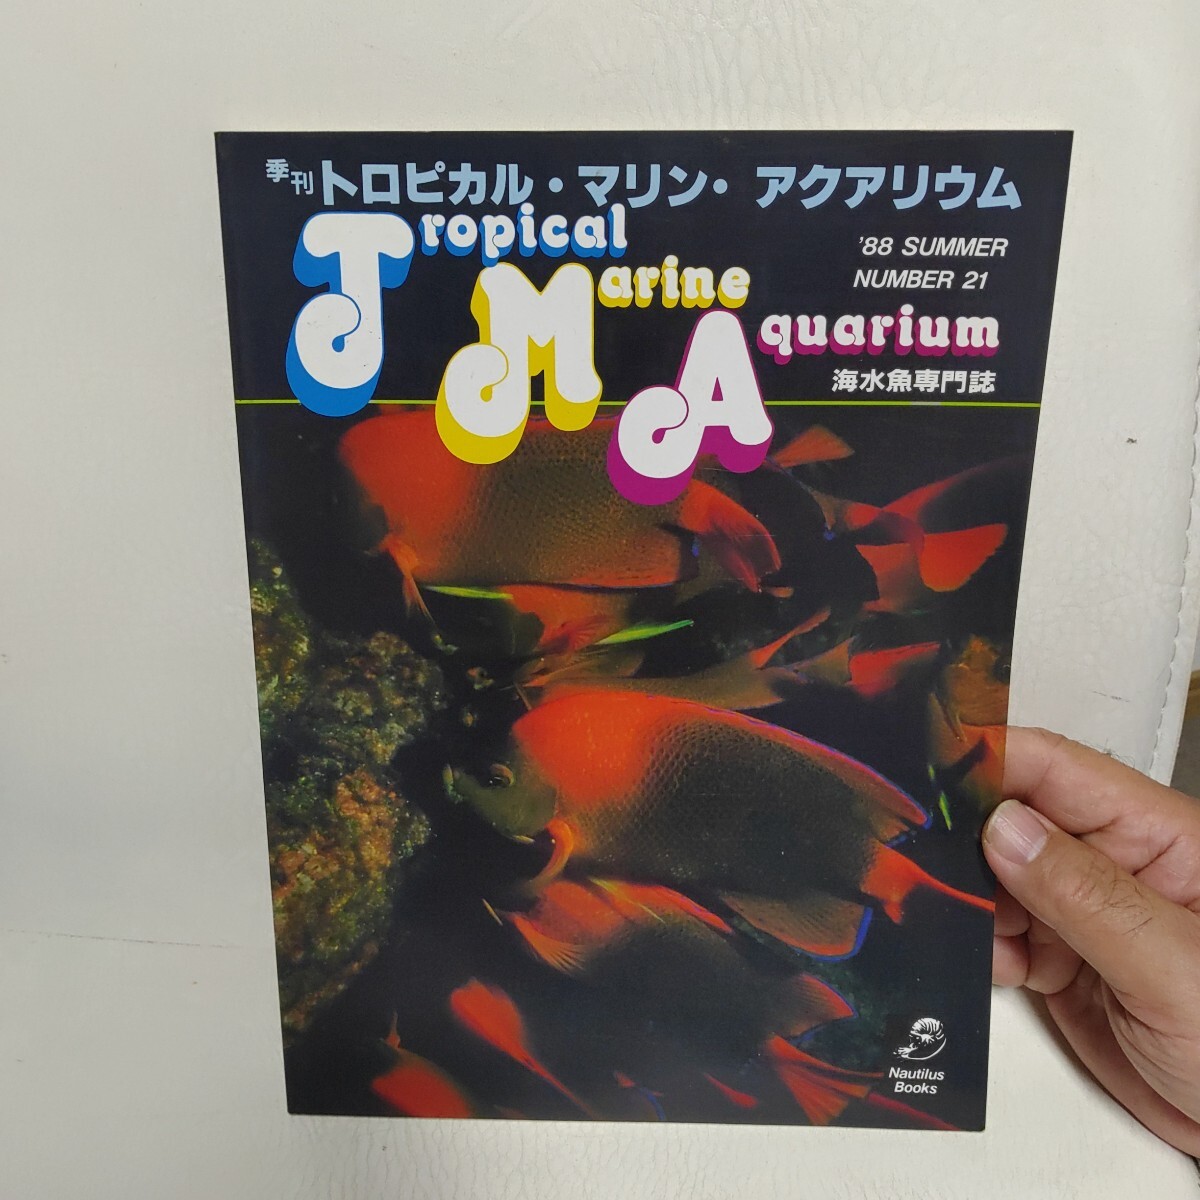 季刊トロピカル・マリン・アクアリウム
Tropical
Marine
Aquarium
'88 SUMMER
NUMBER 21
海水魚専門誌
Nautilus
Books